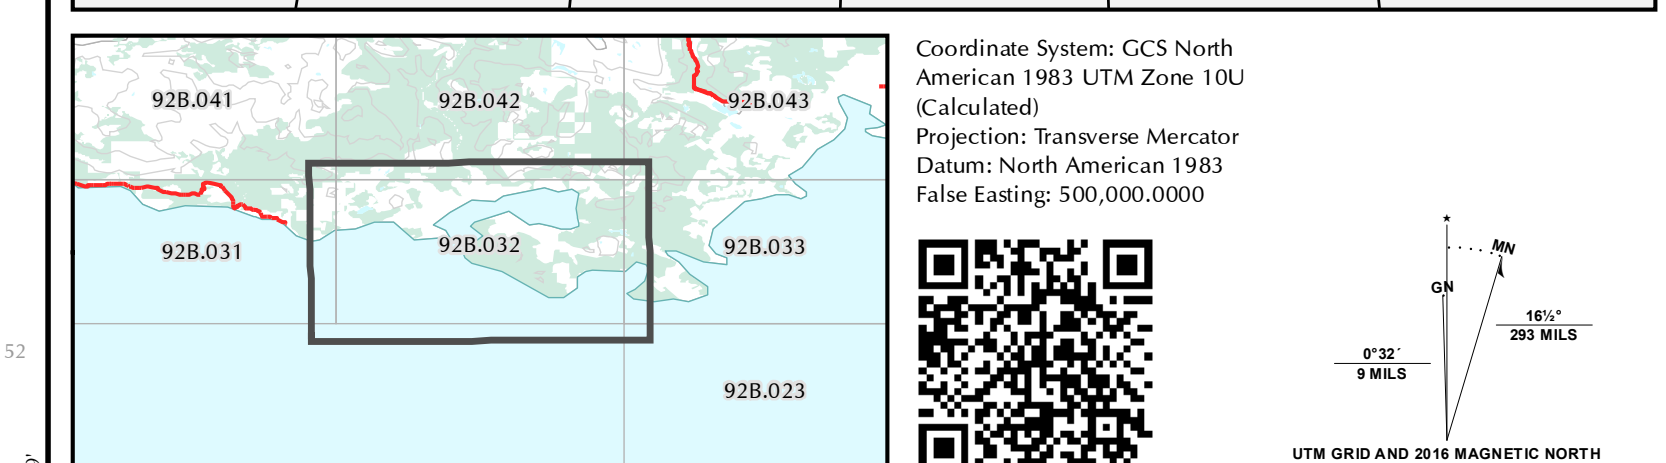 92B.041
92B.042
92B.043
92B.031
92B.032
92B.033
92B.023
52
Coordinate System: GCS North
American 1983 UTM Zone 10U
(Calculated)
Projection: Transverse Mercator
Datum: North American 1983
False Easting: 500,000.0000
MN
GN
16½°
293 MILS
0°32´
9 MILS
UTM GRID AND 2016 MAGNETIC NORTH